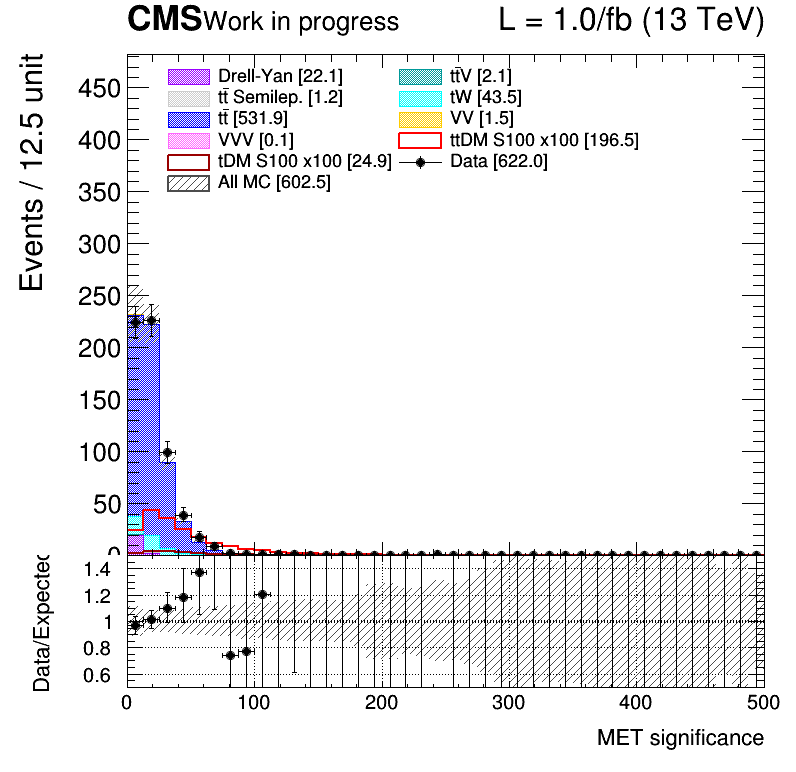 CMS Work in progress L = 1.0/fb (13 TeV)
Drell-Yan [22.1] tt̄V [2.1]
tt̄ Semilep. [1.2] tW [43.5]
tt̄ [531.9] VV [1.5]
VVV [0.1] ttDM S100 x100 [196.5]
tDM S100 x100 [24.9] Data [622.0]
All MC [602.5]
Events / 12.5 unit
450
400
350
300
250
200
150
100
50
0
Data/Expected
1.4
1.2
1
0.8
0.6
0 100 200 300 400 500
MET significance